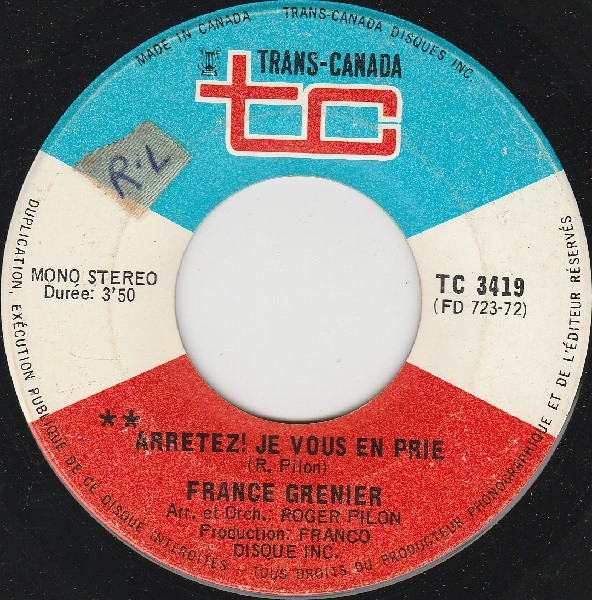 MADE IN CANADA TRANS-CANADA DISQUES INC.
TRANS-CANADA
tc
R.L
MONO STEREO
Durée: 3'50
TC 3419
(FD 723-72)
**ARRETEZ! JE VOUS EN PRIE
(R. Pilon)
FRANCE GRENIER
Arr. et Orch.: ROGER PILON
Production: FRANCO
DISQUE INC.
DUPLICATION, EXÉCUTION PUBLIQUE DE CE DISQUE INTERDITES - TOUS DROITS DU PRODUCTEUR PHONOGRAPHIQUE ET DE L'ÉDITEUR RÉSERVÉS